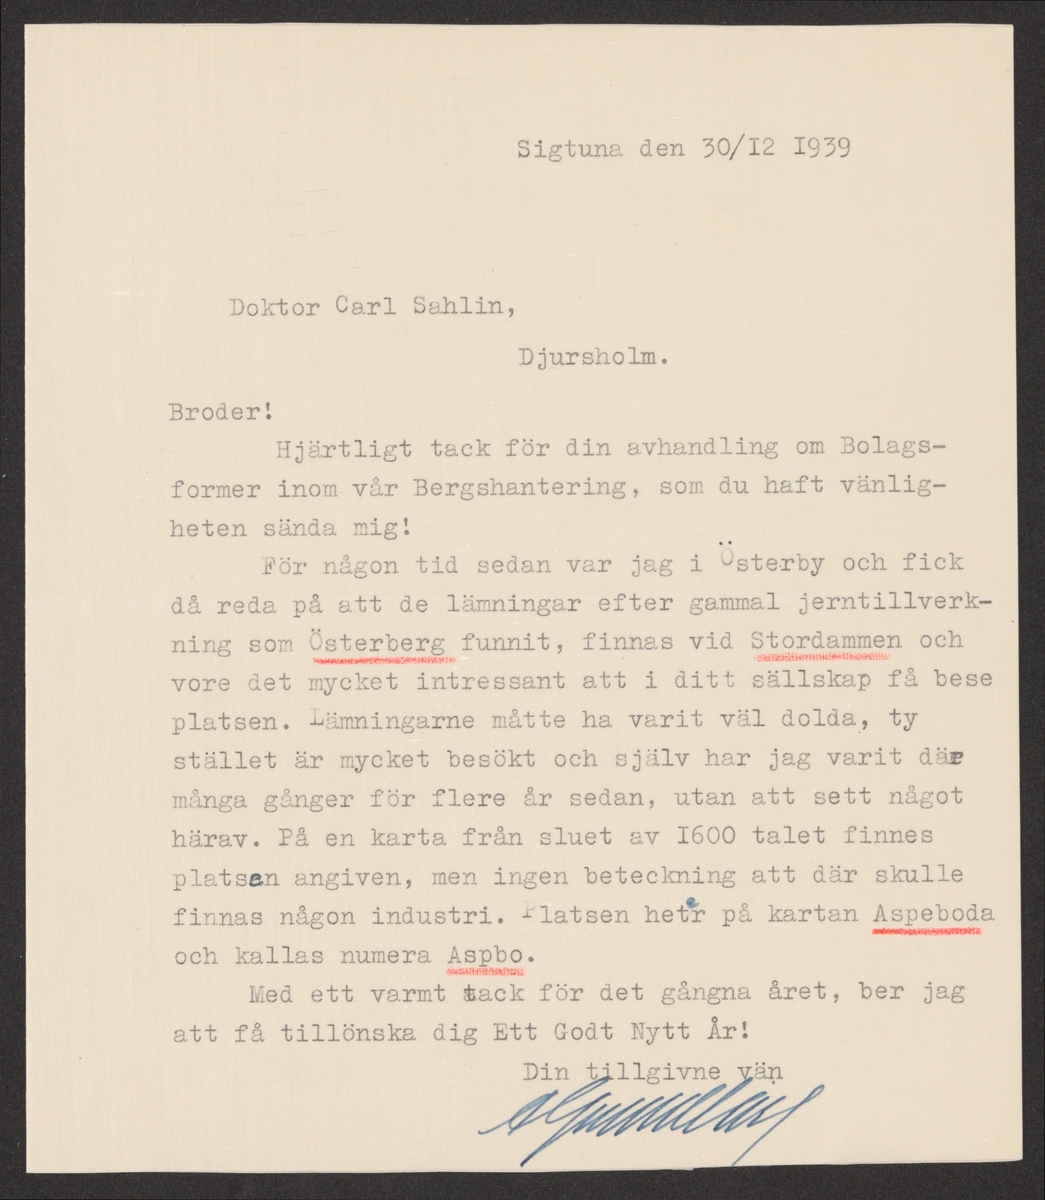 Sigtuna den 30/I2 I939
Doktor Carl Sahlin,
Djursholm.
Broder!
Hjärtligt tack för din avhandling om Bolags-
former inom vår Bergshantering, som du haft vänlig-
heten sända mig!
För någon tid sedan var jag i Österby och fick
då reda på att de lämningar efter gammal jerntillverk-
ning som Österberg funnit, finnas vid Stordammen och
vore det mycket intressant att i ditt sällskap få bese
platsen. Lämningarne måtte ha varit väl dolda, ty
stället är mycket besökt och själv har jag varit där
många gånger för flere år sedan, utan att sett något
härav. På en karta från sluet av I600 talet finnes
platsen angiven, men ingen beteckning att där skulle
finnas någon industri. Platsen heter på kartan Aspeboda
och kallas numera Aspbo.
Med ett varmt tack för det gångna året, ber jag
att få tillönska dig Ett Godt Nytt År!
Din tillgivne vän